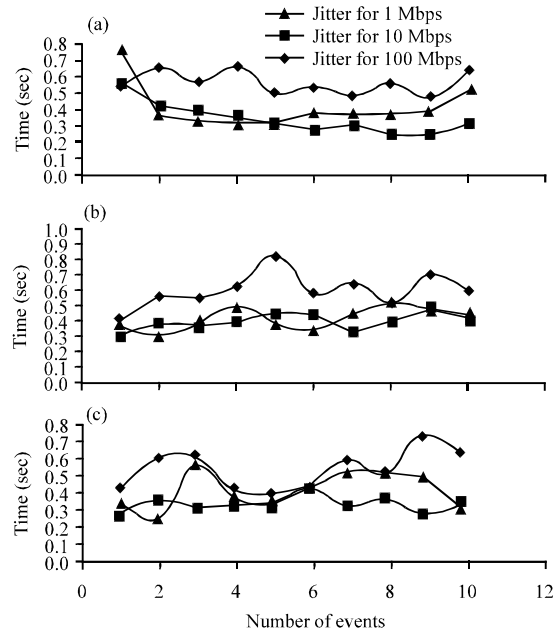 (a)
Jitter for 1 Mbps
Jitter for 10 Mbps
Jitter for 100 Mbps
Time (sec)
0.8
0.7
0.6
0.5
0.4
0.3
0.2
0.1
0.0
(b)
Time (sec)
1.0
0.9
0.8
0.7
0.6
0.5
0.4
0.3
0.2
0.1
0.0
(c)
Time (sec)
0.8
0.7
0.6
0.5
0.4
0.3
0.2
0.1
0.0
0 2 4 6 8 10 12
Number of events